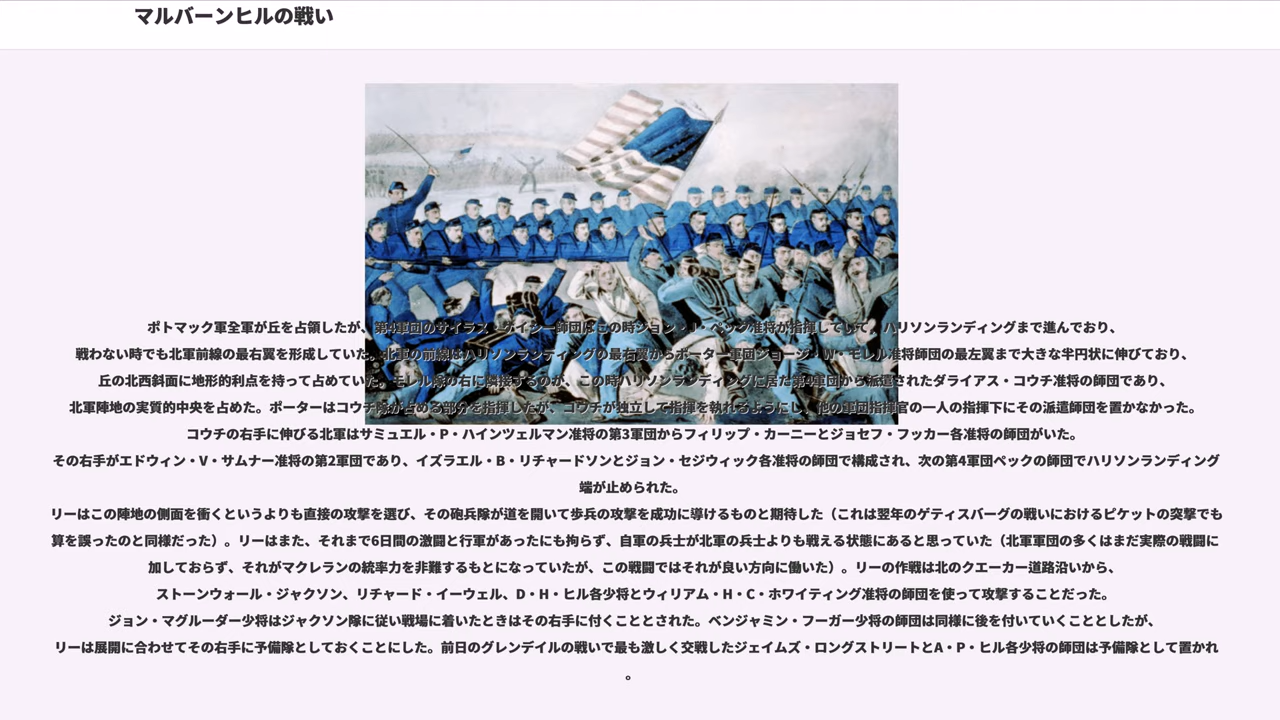 マルバーンヒルの戦い
ポトマック軍全軍が丘を占領したが、第4軍団のサイラス・ケイシー師団はこの時ジョン・J・ペック准将が指揮していて、ハリソンランディングまで進んでおり、
戦わない時でも北軍前線の最右翼を形成していた。北軍の前線はハリソンランディングの最右翼からポーター軍団ジョージ・W・モレル准将師団の最左翼まで大きな半円状に伸びており、
丘の北西斜面に地形的利点を持って占めていた。モレル隊の右に隣接するのが、この時ハリソンランディングに居た第4軍団から派遣されたダライアス・コウチ准将の師団であり、
北軍陣地の実質的中央を占めた。ポーターはコウチ隊が占める部分を指揮したが、コウチが独立して指揮を執れるようにし、他の軍団指揮官の一人の指揮下にその派遣師団を置かなかった。
コウチの右手に伸びる北軍はサミュエル・P・ハインツェルマン准将の第3軍団からフィリップ・カーニーとジョセフ・フッカー各准将の師団がいた。
その右手がエドウィン・V・サムナー准将の第2軍団であり、イズラエル・B・リチャードソンとジョン・セジウィック各准将の師団で構成され、次の第4軍団ペックの師団でハリソンランディング
端が止められた。
リーはこの陣地の側面を衝くというよりも直接の攻撃を選び、その砲兵隊が道を開いて歩兵の攻撃を成功に導けるものと期待した（これは翌年のゲティスバーグの戦いにおけるピケットの突撃でも
算を誤ったのと同様だった）。リーはまた、それまで6日間の激闘と行軍があったにも拘らず、自軍の兵士が北軍の兵士よりも戦える状態にあると思っていた（北軍軍団の多くはまだ実際の戦闘に
加しておらず、それがマクレランの統率力を非難するもとになっていたが、この戦闘ではそれが良い方向に働いた）。リーの作戦は北のクエーカー道路沿いから、
ストーンウォール・ジャクソン、リチャード・イーウェル、D・H・ヒル各少将とウィリアム・H・C・ホワイティング准将の師団を使って攻撃することだった。
ジョン・マグルーダー少将はジャクソン隊に従い戦場に着いたときはその右手に付くこととされた。ベンジャミン・フーガー少将の師団は同様に後を付いていくこととしたが、
リーは展開に合わせてその右手に予備隊としておくことにした。前日のグレンデイルの戦いで最も激しく交戦したジェイムズ・ロングストリートとA・P・ヒル各少将の師団は予備隊として置かれ
。